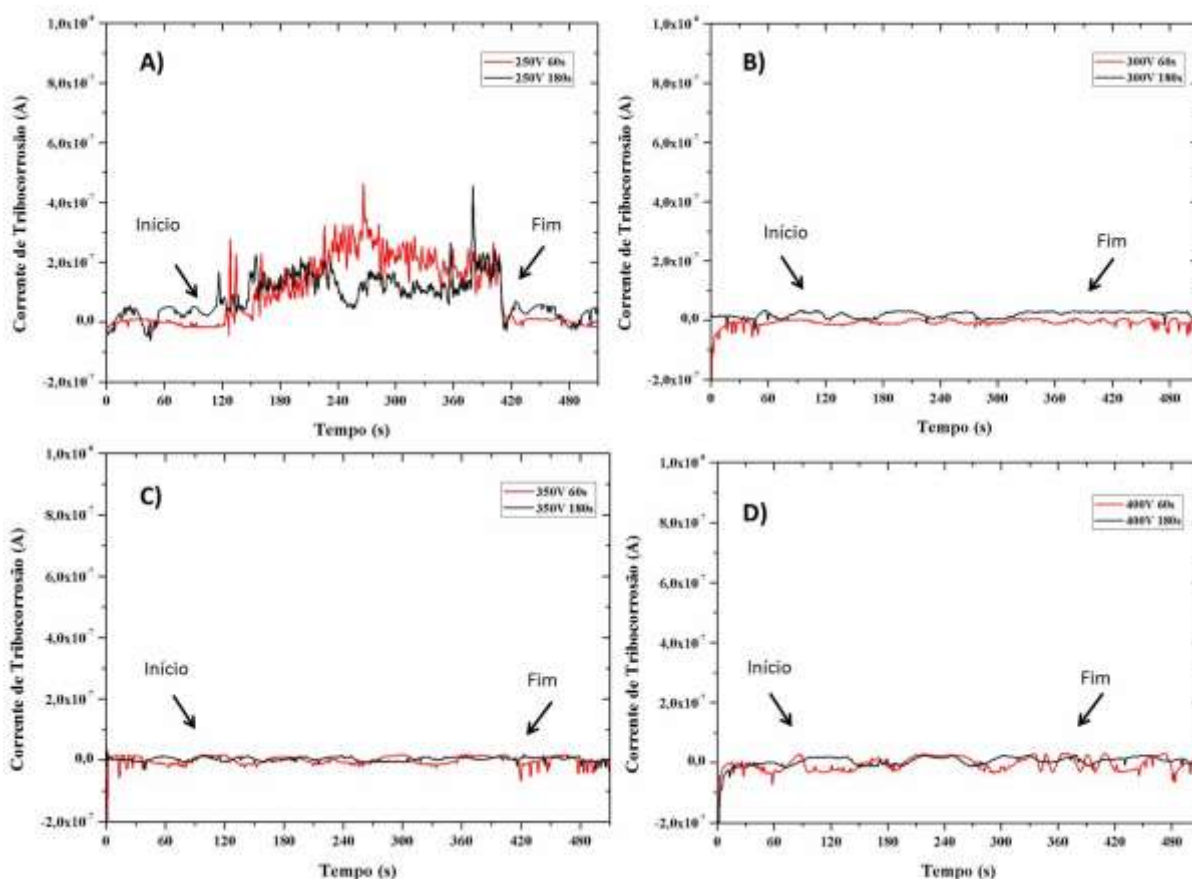 A)
250V 60s
250V 180s
Início
Fim
Corrente de Tribocorrosão (A)
1,0x10⁻⁶
8,0x10⁻⁷
6,0x10⁻⁷
4,0x10⁻⁷
2,0x10⁻⁷
0,0
-2,0x10⁻⁷
0 60 120 180 240 300 360 420 480
Tempo (s)
B)
300V 60s
300V 180s
Início
Fim
Corrente de Tribocorrosão (A)
1,0x10⁻⁶
8,0x10⁻⁷
6,0x10⁻⁷
4,0x10⁻⁷
2,0x10⁻⁷
0,0
-2,0x10⁻⁷
0 60 120 180 240 300 360 420 480
Tempo (s)
C)
350V 60s
350V 180s
Início
Fim
Corrente de Tribocorrosão (A)
1,0x10⁻⁶
8,0x10⁻⁷
6,0x10⁻⁷
4,0x10⁻⁷
2,0x10⁻⁷
0,0
-2,0x10⁻⁷
0 60 120 180 240 300 360 420 480
Tempo (s)
D)
400V 60s
400V 180s
Início
Fim
Corrente de Tribocorrosão (A)
1,0x10⁻⁶
8,0x10⁻⁷
6,0x10⁻⁷
4,0x10⁻⁷
2,0x10⁻⁷
0,0
-2,0x10⁻⁷
0 60 120 180 240 300 360 420 480
Tempo (s)